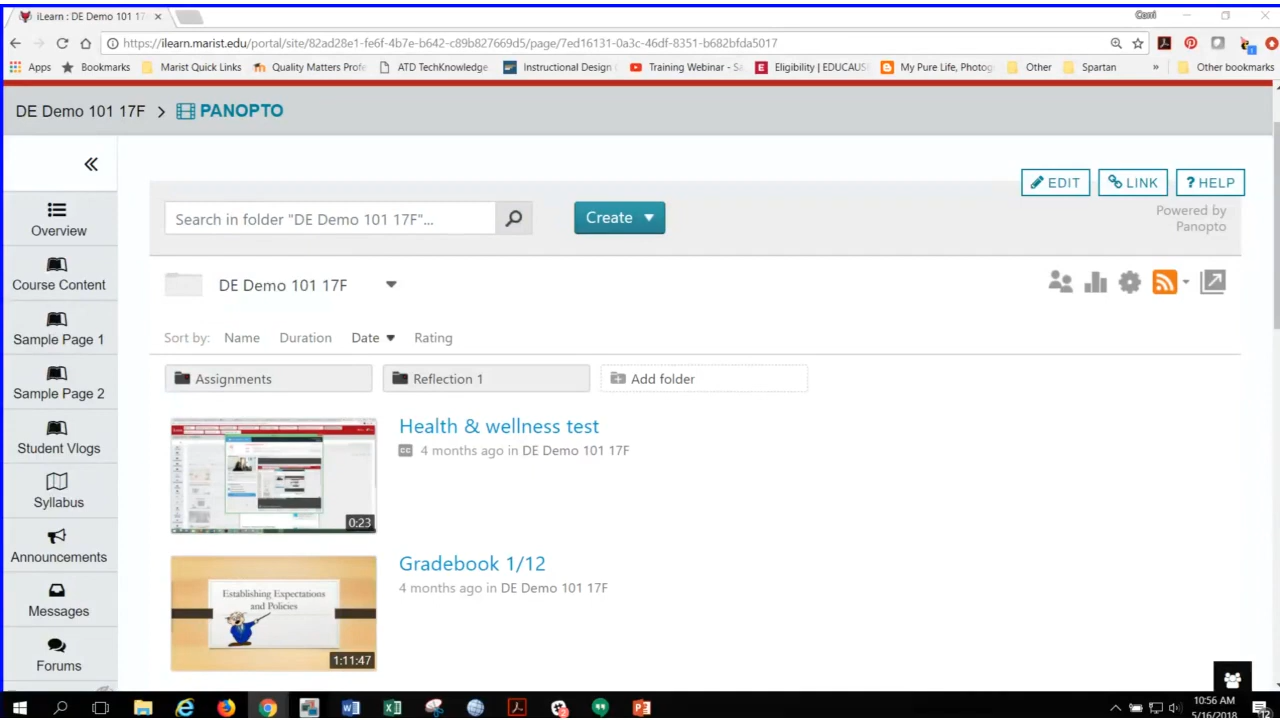 iLearn : DE Demo 101 17
Cami
https://ilearn.marist.edu/portal/site/82ad28e1-fe6f-4b7e-b642-c89b827669d5/page/7ed16131-0a3c-46df-8351-b682bfda5017
Apps Bookmarks Marist Quick Links Quality Matters Profe ATD TechKnowledge Instructional Design Training Webinar - S Eligibility | EDUCAUS My Pure Life, Photog Other Spartan » Other bookmarks
DE Demo 101 17F > PANOPTO
EDIT LINK ? HELP
Search in folder "DE Demo 101 17F"... Create
Powered by
Panopto
Overview
DE Demo 101 17F
Course Content
Sort by: Name Duration Date Rating
Sample Page 1
Assignments Reflection 1 Add folder
Sample Page 2
Health & wellness test
CC 4 months ago in DE Demo 101 17F
0:23
Student Vlogs
Syllabus
Announcements
Gradebook 1/12
4 months ago in DE Demo 101 17F
Establishing Expectations
and Policies
1:11:47
Messages
Forums
10:56 AM
5/16/2018
12